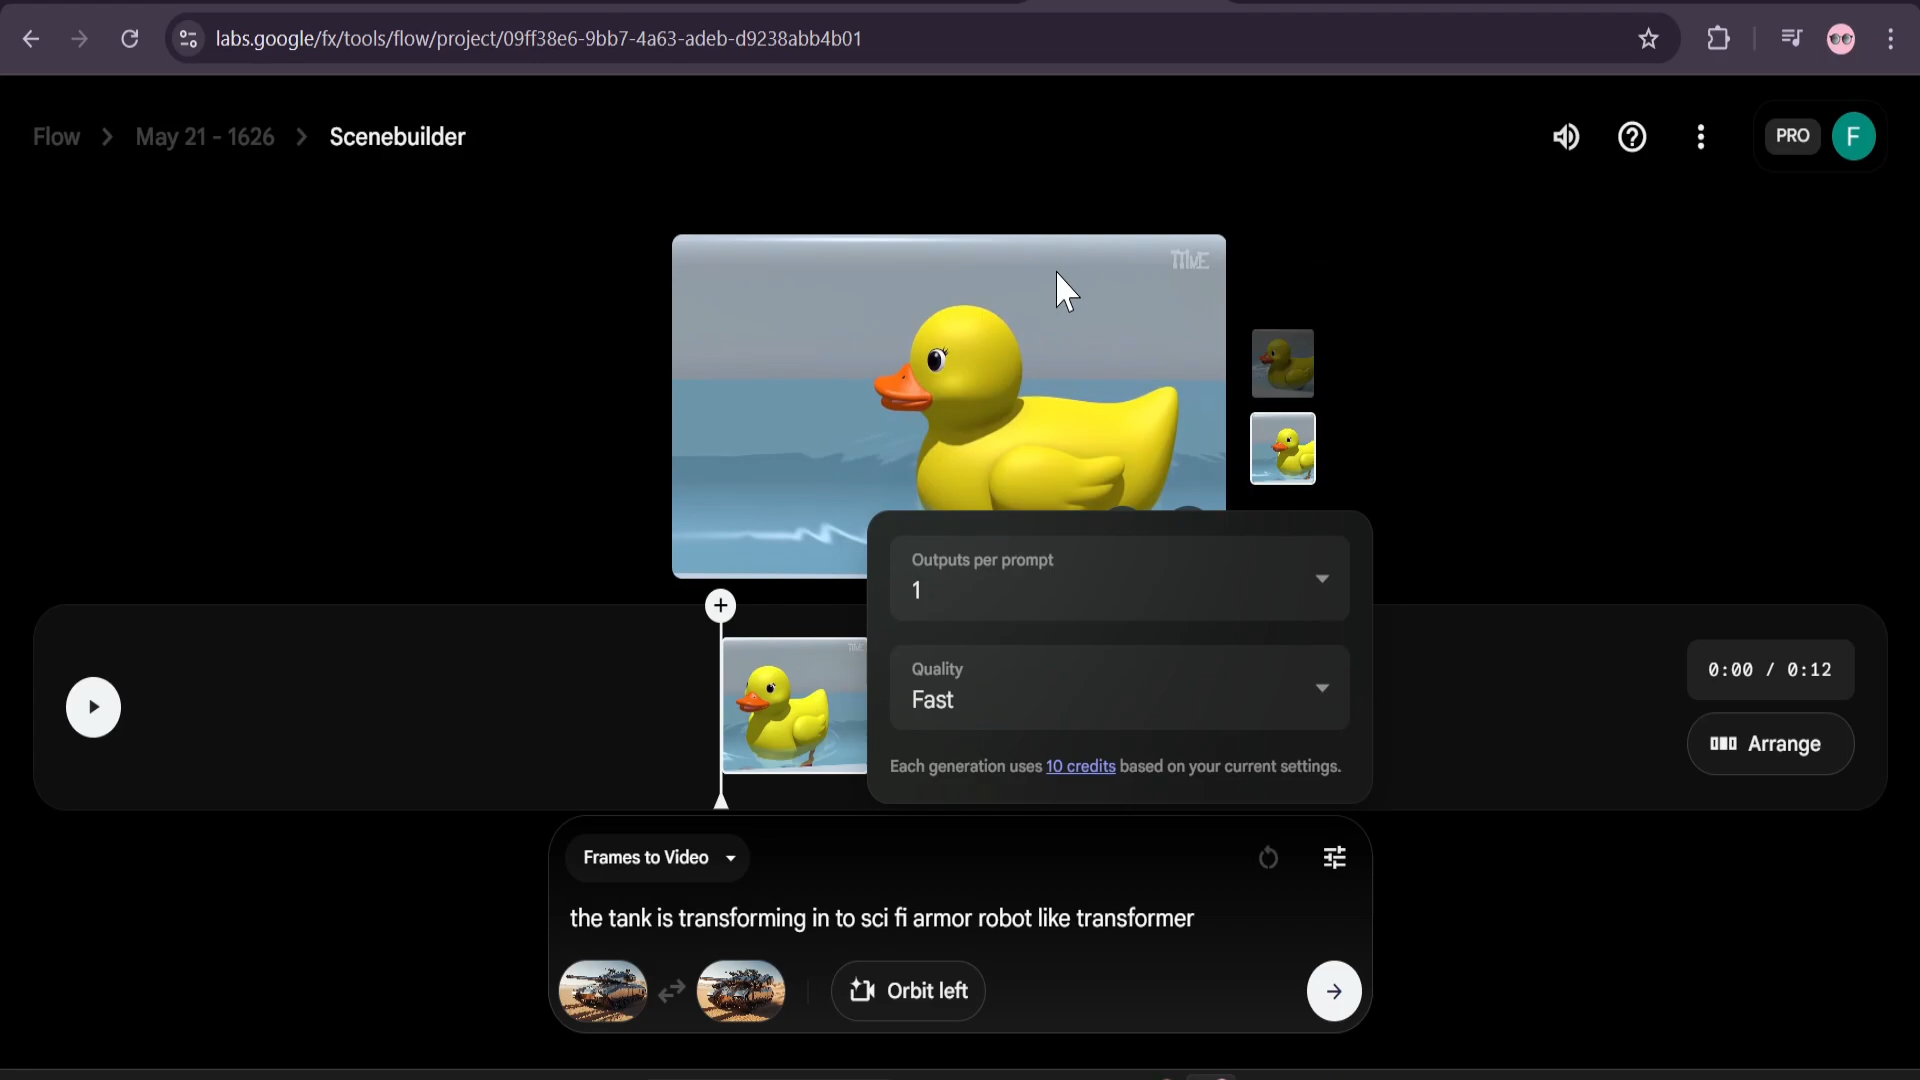 labs.google/fx/tools/flow/project/09ff38e6-9bb7-4a63-adeb-d9238abb4b01
Flow
May 21 - 1626
Scenebuilder
PRO
F
Outputs per prompt
1
Quality
Fast
Each generation uses 10 credits based on your current settings.
0:00 / 0:12
Arrange
Frames to Video
the tank is transforming in to sci fi armor robot like transformer
Orbit left